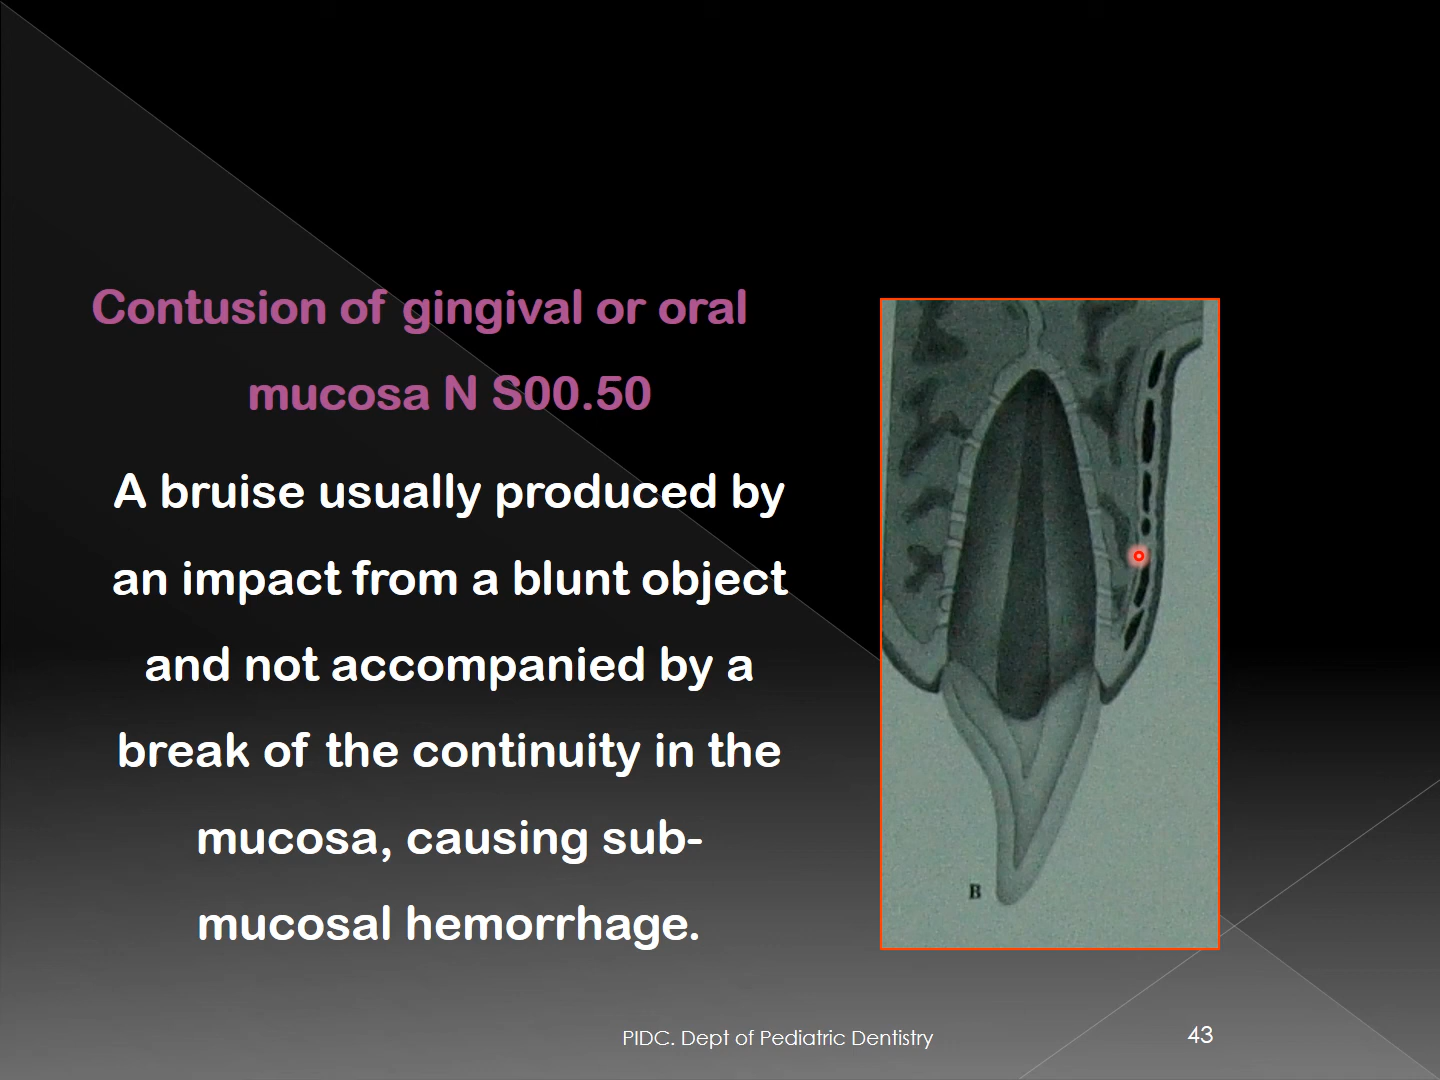 Contusion of gingival or oral
mucosa N S00.50
A bruise usually produced by
an impact from a blunt object
and not accompanied by a
break of the continuity in the
mucosa, causing sub-
mucosal hemorrhage.
B
PIDC. Dept of Pediatric Dentistry
43